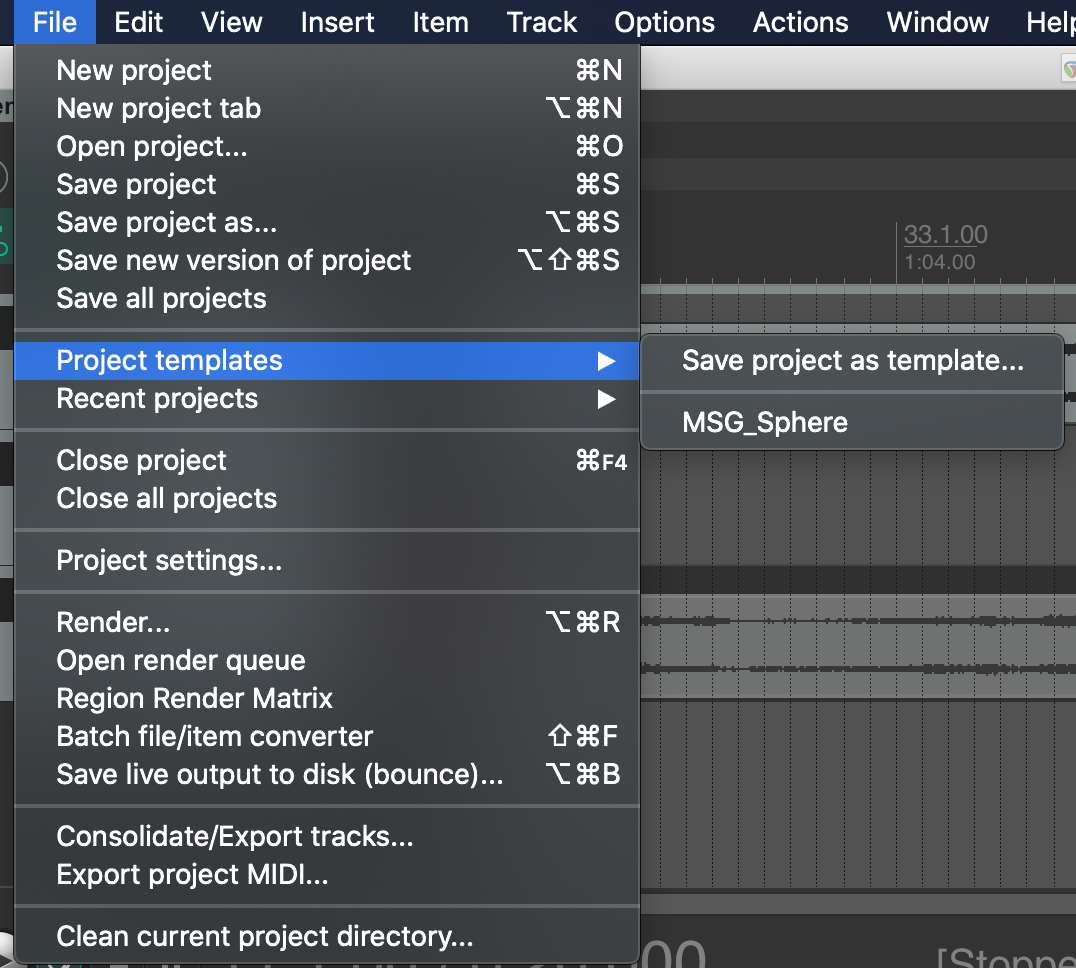 File Edit View Insert Item Track Options Actions Window
New project ⌘N
New project tab ⌥⌘N
Open project... ⌘O
Save project ⌘S
Save project as... ⌥⌘S
Save new version of project ⌥⇧⌘S
Save all projects
33.1.00
1:04.00
Project templates ▶
Save project as template...
Recent projects ▶
MSG_Sphere
Close project ⌘F4
Close all projects
Project settings...
Render... ⌥⌘R
Open render queue
Region Render Matrix
Batch file/item converter ⇧⌘F
Save live output to disk (bounce)... ⌥⌘B
Consolidate/Export tracks...
Export project MIDI...
Clean current project directory...